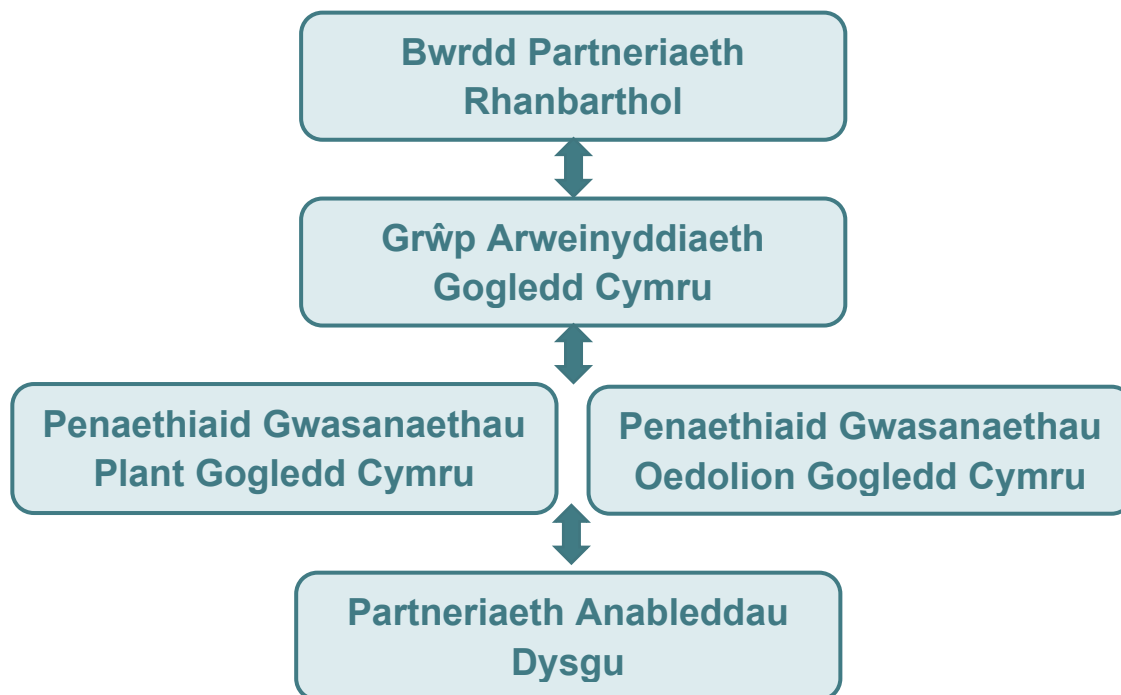 Bwrdd Partneriaeth
Rhanbarthol
Grŵp Arweinyddiaeth
Gogledd Cymru
Penaethiaid Gwasanaethau
Plant Gogledd Cymru
Penaethiaid Gwasanaethau
Oedolion Gogledd Cymru
Partneriaeth Anableddau
Dysgu